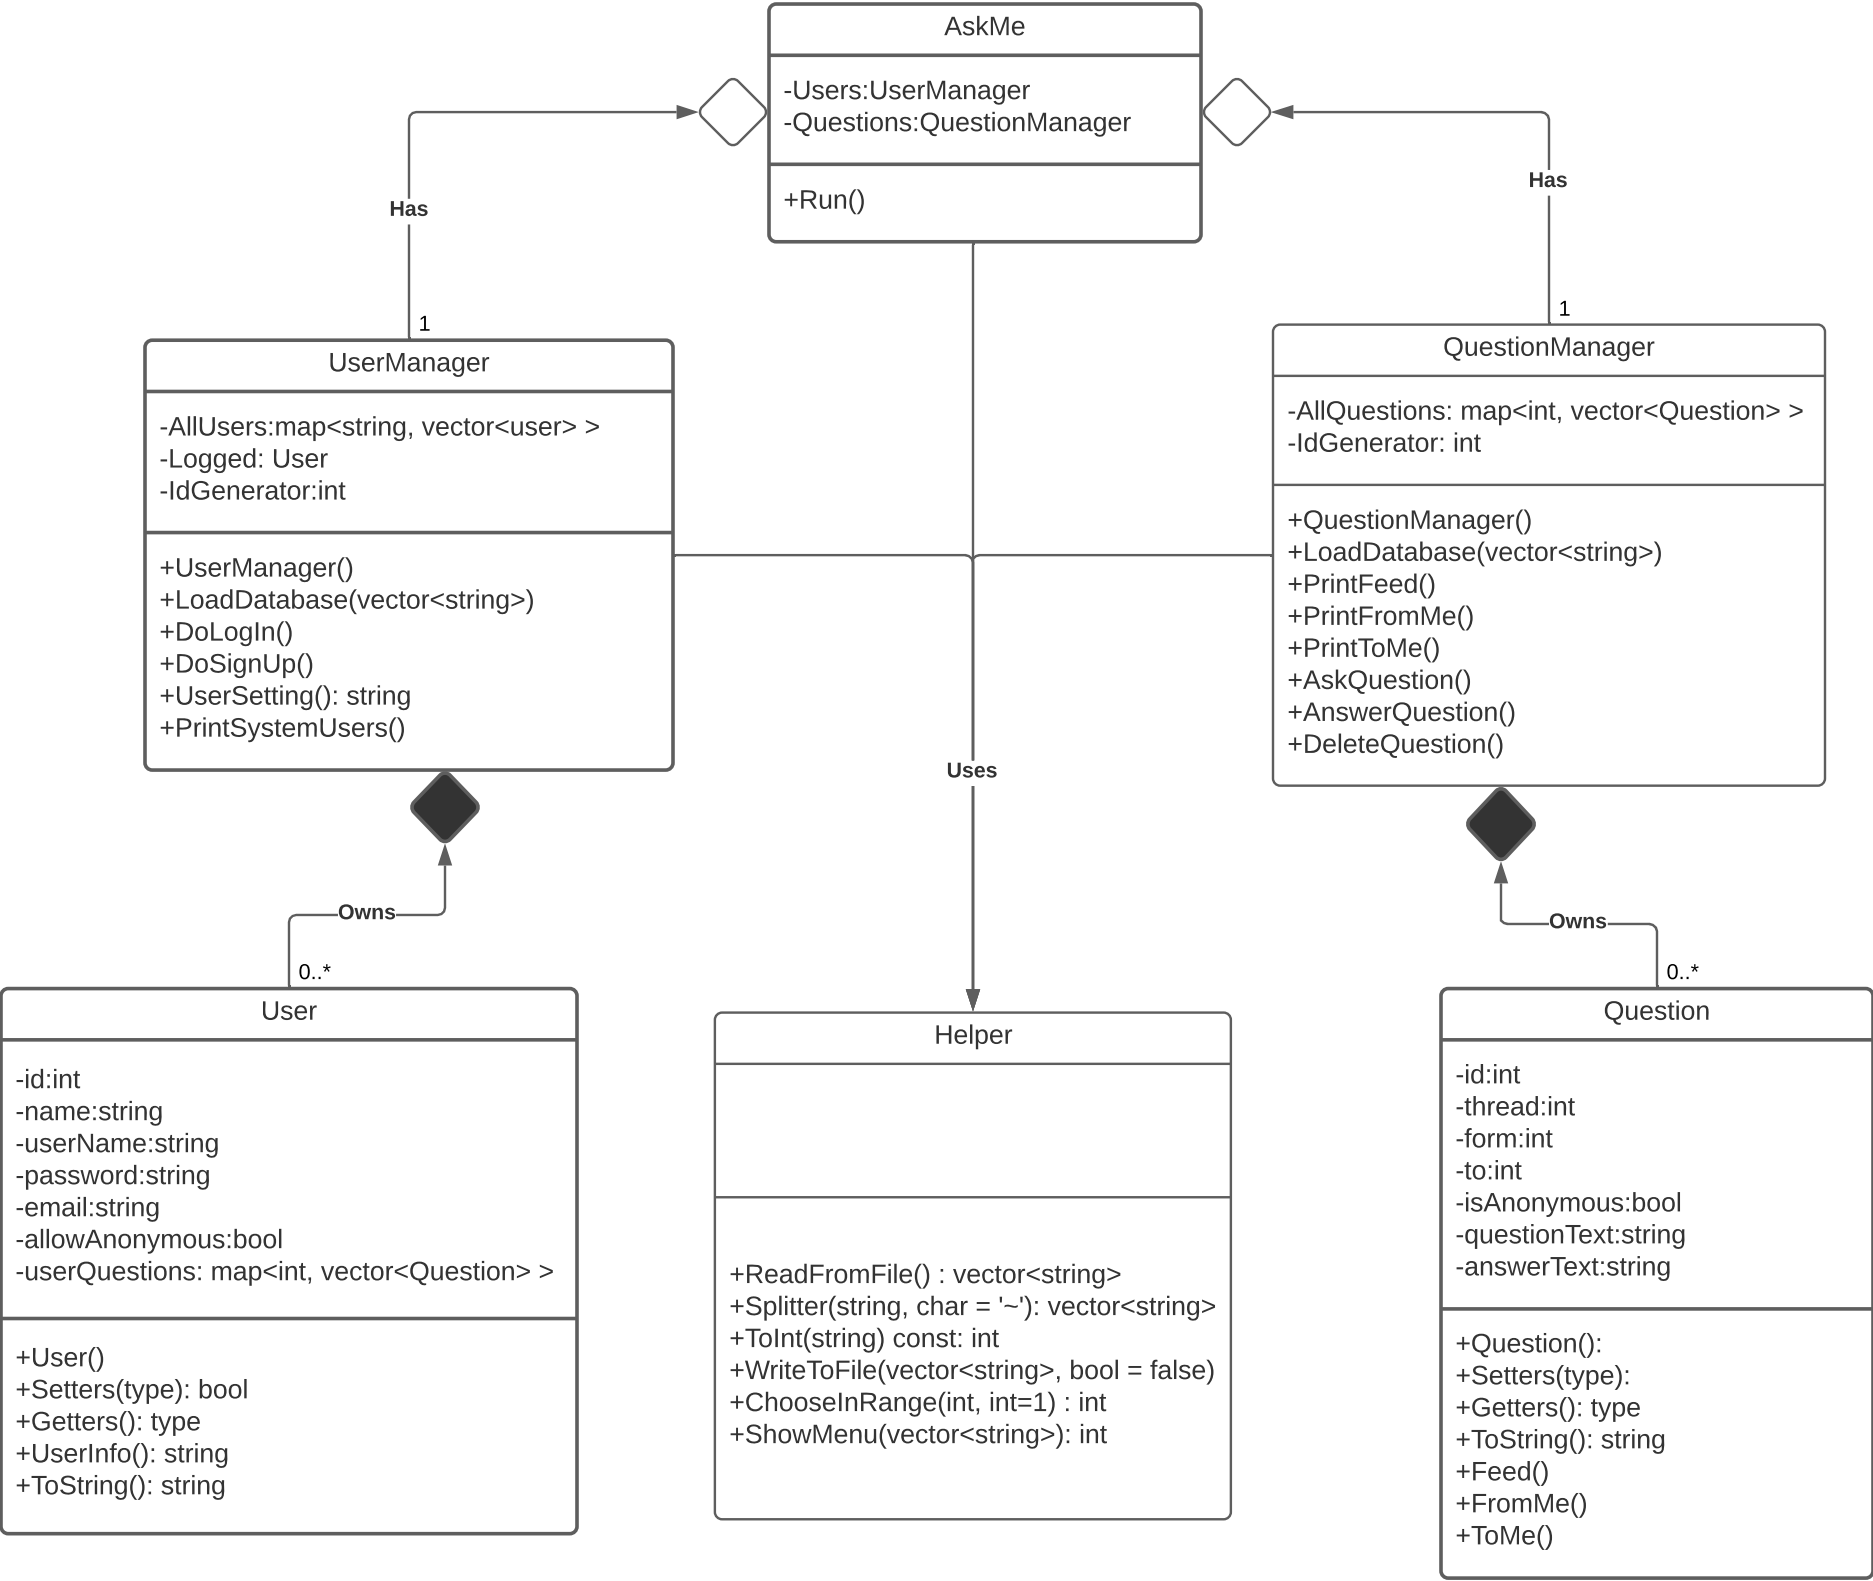 AskMe
-Users:UserManager
-Questions:QuestionManager
+Run()
Has
1
Has
1
UserManager
-AllUsers:map<string, vector<user> >
-Logged: User
-IdGenerator:int
+UserManager()
+LoadDatabase(vector<string>)
+DoLogIn()
+DoSignUp()
+UserSetting(): string
+PrintSystemUsers()
QuestionManager
-AllQuestions: map<int, vector<Question> >
-IdGenerator: int
+QuestionManager()
+LoadDatabase(vector<string>)
+PrintFeed()
+PrintFromMe()
+PrintToMe()
+AskQuestion()
+AnswerQuestion()
+DeleteQuestion()
Uses
Owns
0..*
Owns
0..*
User
-id:int
-name:string
-userName:string
-password:string
-email:string
-allowAnonymous:bool
-userQuestions: map<int, vector<Question> >
+User()
+Setters(type): bool
+Getters(): type
+UserInfo(): string
+ToString(): string
Helper
+ReadFromFile() : vector<string>
+Splitter(string, char = '~'): vector<string>
+ToInt(string) const: int
+WriteToFile(vector<string>, bool = false)
+ChooseInRange(int, int=1) : int
+ShowMenu(vector<string>): int
Question
-id:int
-thread:int
-form:int
-to:int
-isAnonymous:bool
-questionText:string
-answerText:string
+Question():
+Setters(type):
+Getters(): type
+ToString(): string
+Feed()
+FromMe()
+ToMe()